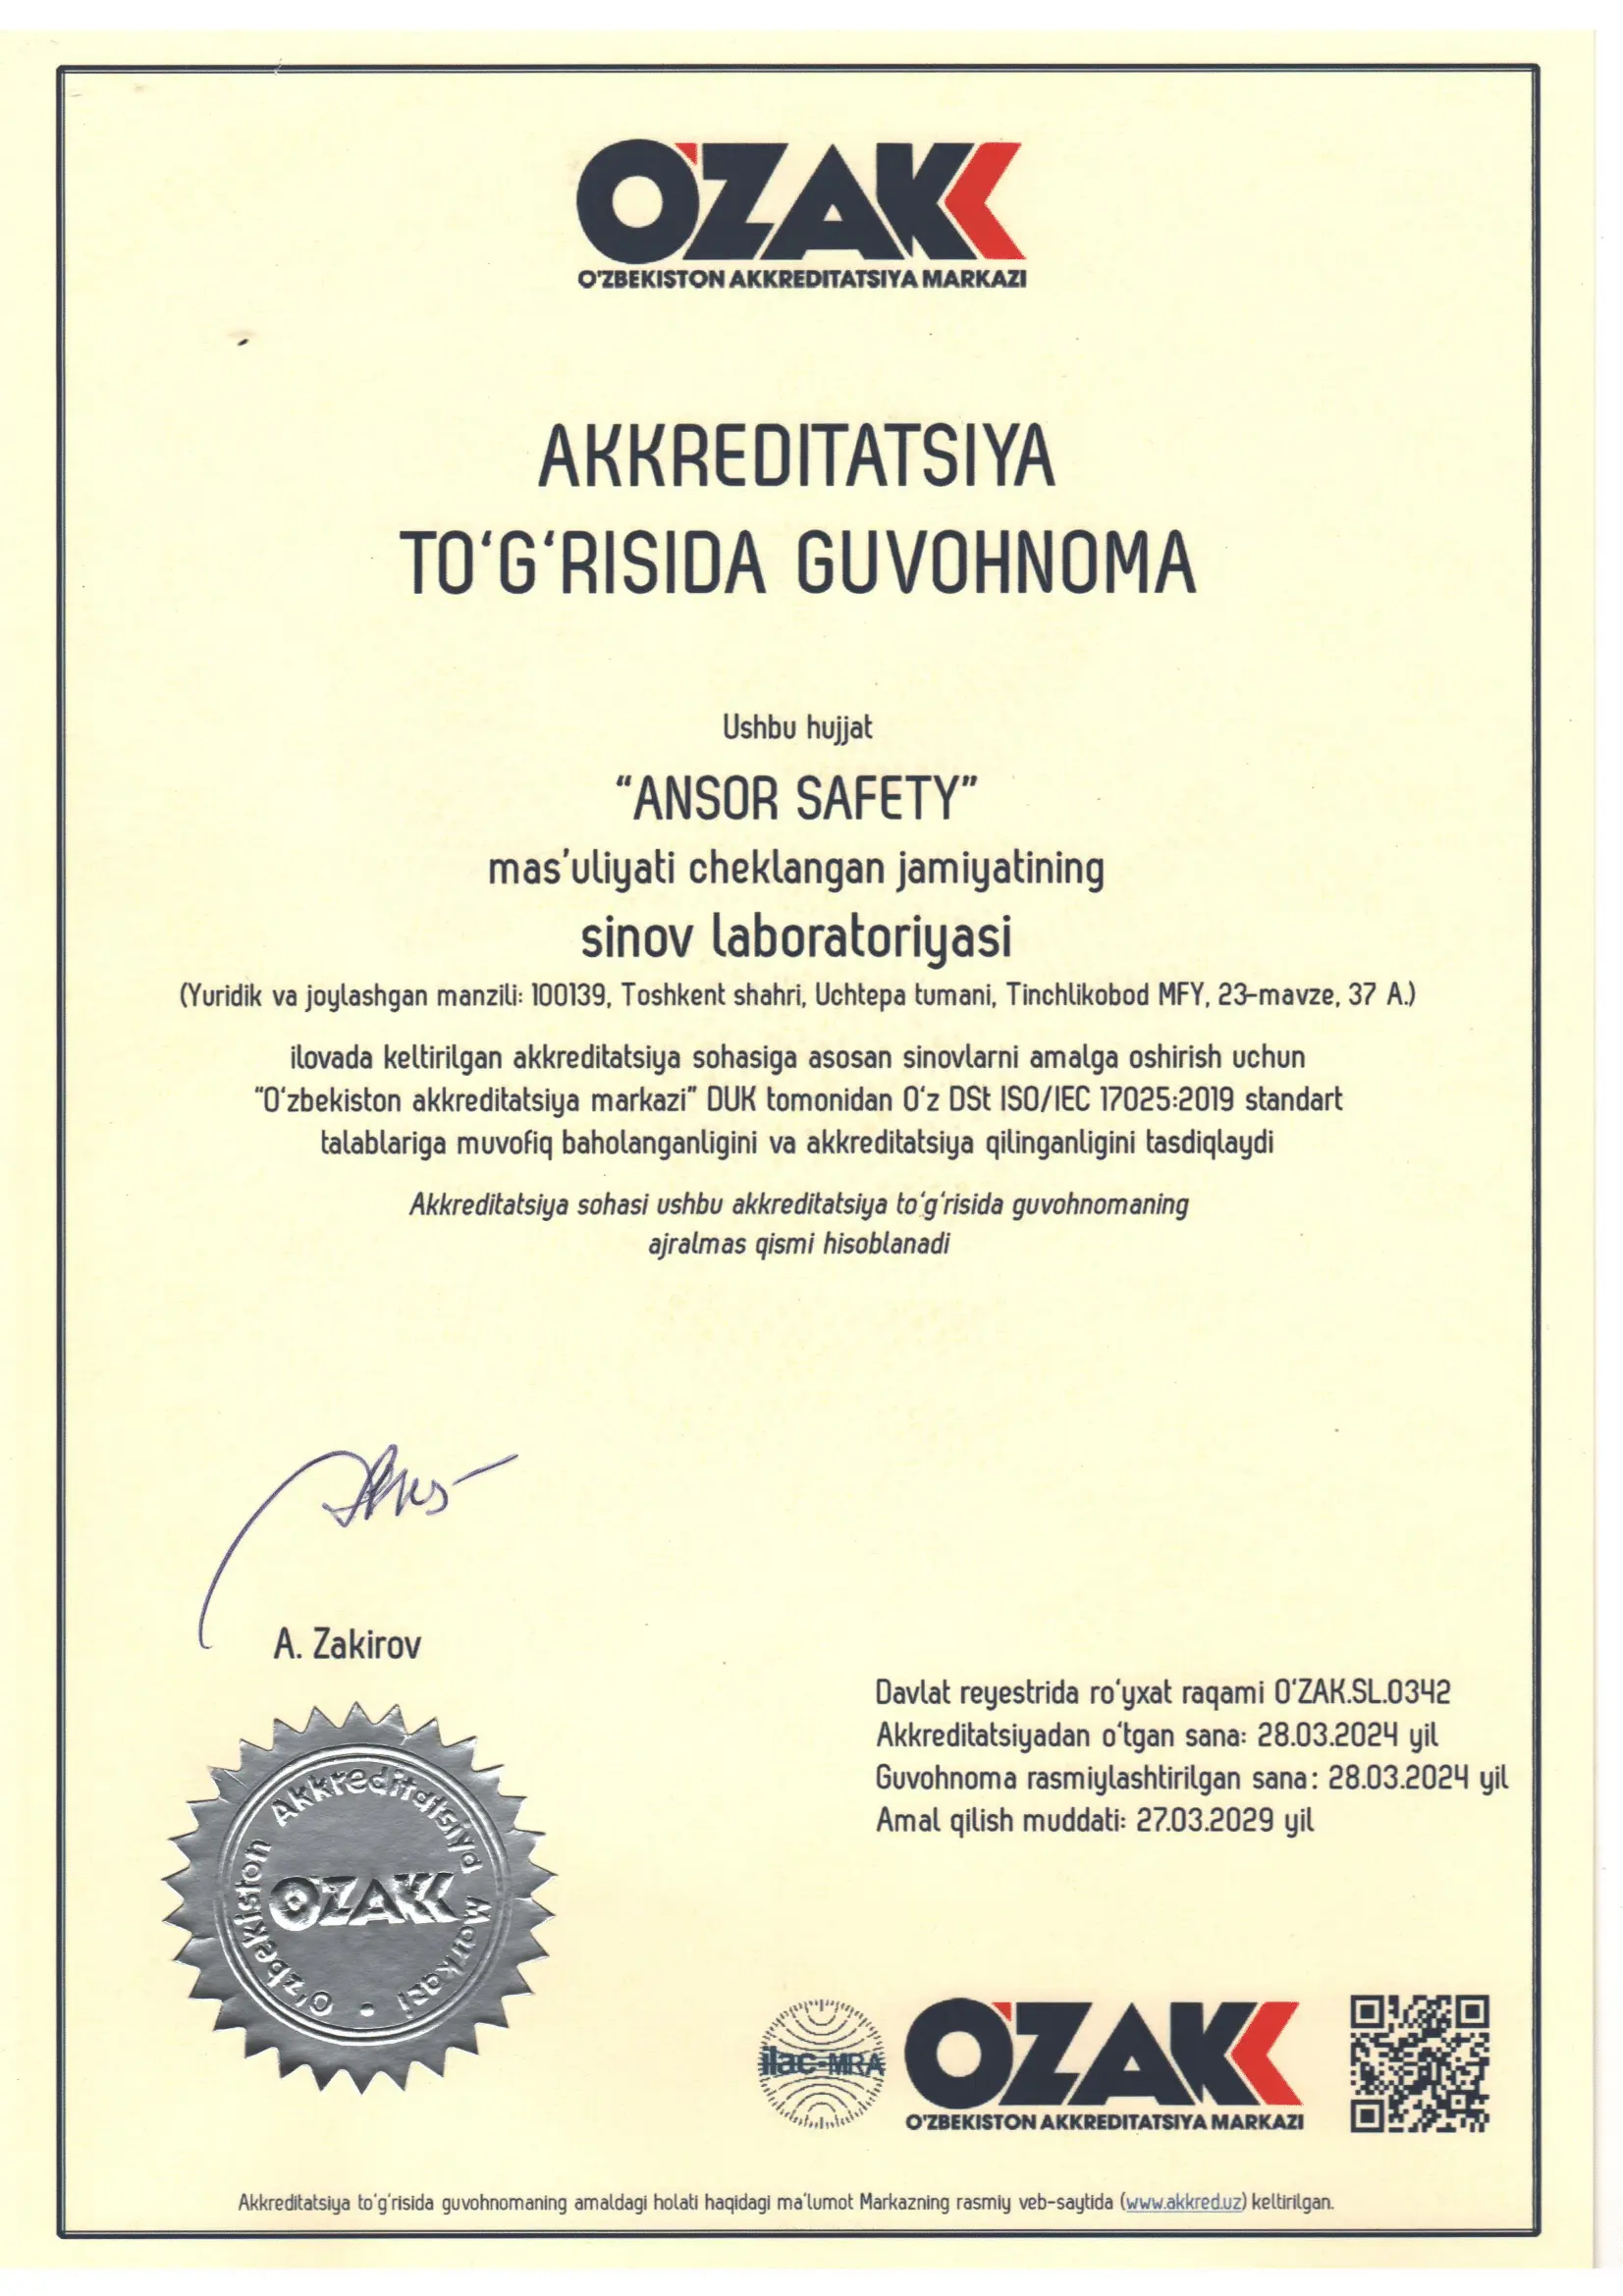 O'ZAK
O'ZBEKISTON AKKREDITATSIYA MARKAZI
AKKREDITATSIYA
TO‘G‘RISIDA GUVOHNOMA
Ushbu hujjat
“ANSOR SAFETY”
mas’uliyati cheklangan jamiyatining
sinov laboratoriyasi
(Yuridik va joylashgan manzili: 100139, Toshkent shahri, Uchtepa tumani, Tinchlikobod MFY, 23-mavze, 37 A.)
ilovada keltirilgan akkreditatsiya sohasiga asosan sinovlarni amalga oshirish uchun
“O‘zbekiston akkreditatsiya markazi” DUK tomonidan O‘z DSt ISO/IEC 17025:2019 standart
talablariga muvofiq baholanganligini va akkreditatsiya qilinganligini tasdiqlaydi
Akkreditatsiya sohasi ushbu akkreditatsiya to‘g‘risida guvohnomaning
ajralmas qismi hisoblanadi
A. Zakirov
Davlat reyestrida ro‘yxat raqami O‘ZAK.SL.0342
Akkreditatsiyadan o‘tgan sana: 28.03.2024 yil
Guvohnoma rasmiylashtirilgan sana: 28.03.2024 yil
Amal qilish muddati: 27.03.2029 yil
O‘zbekiston Akkreditatsiya Markazi
O'ZAK
ilac-MRA
O'ZAK
O'ZBEKISTON AKKREDITATSIYA MARKAZI
Akkreditatsiya to‘g‘risida guvohnomaning amaldagi holati haqidagi ma’lumot Markazning rasmiy veb-saytida (www.akkred.uz) keltirilgan.